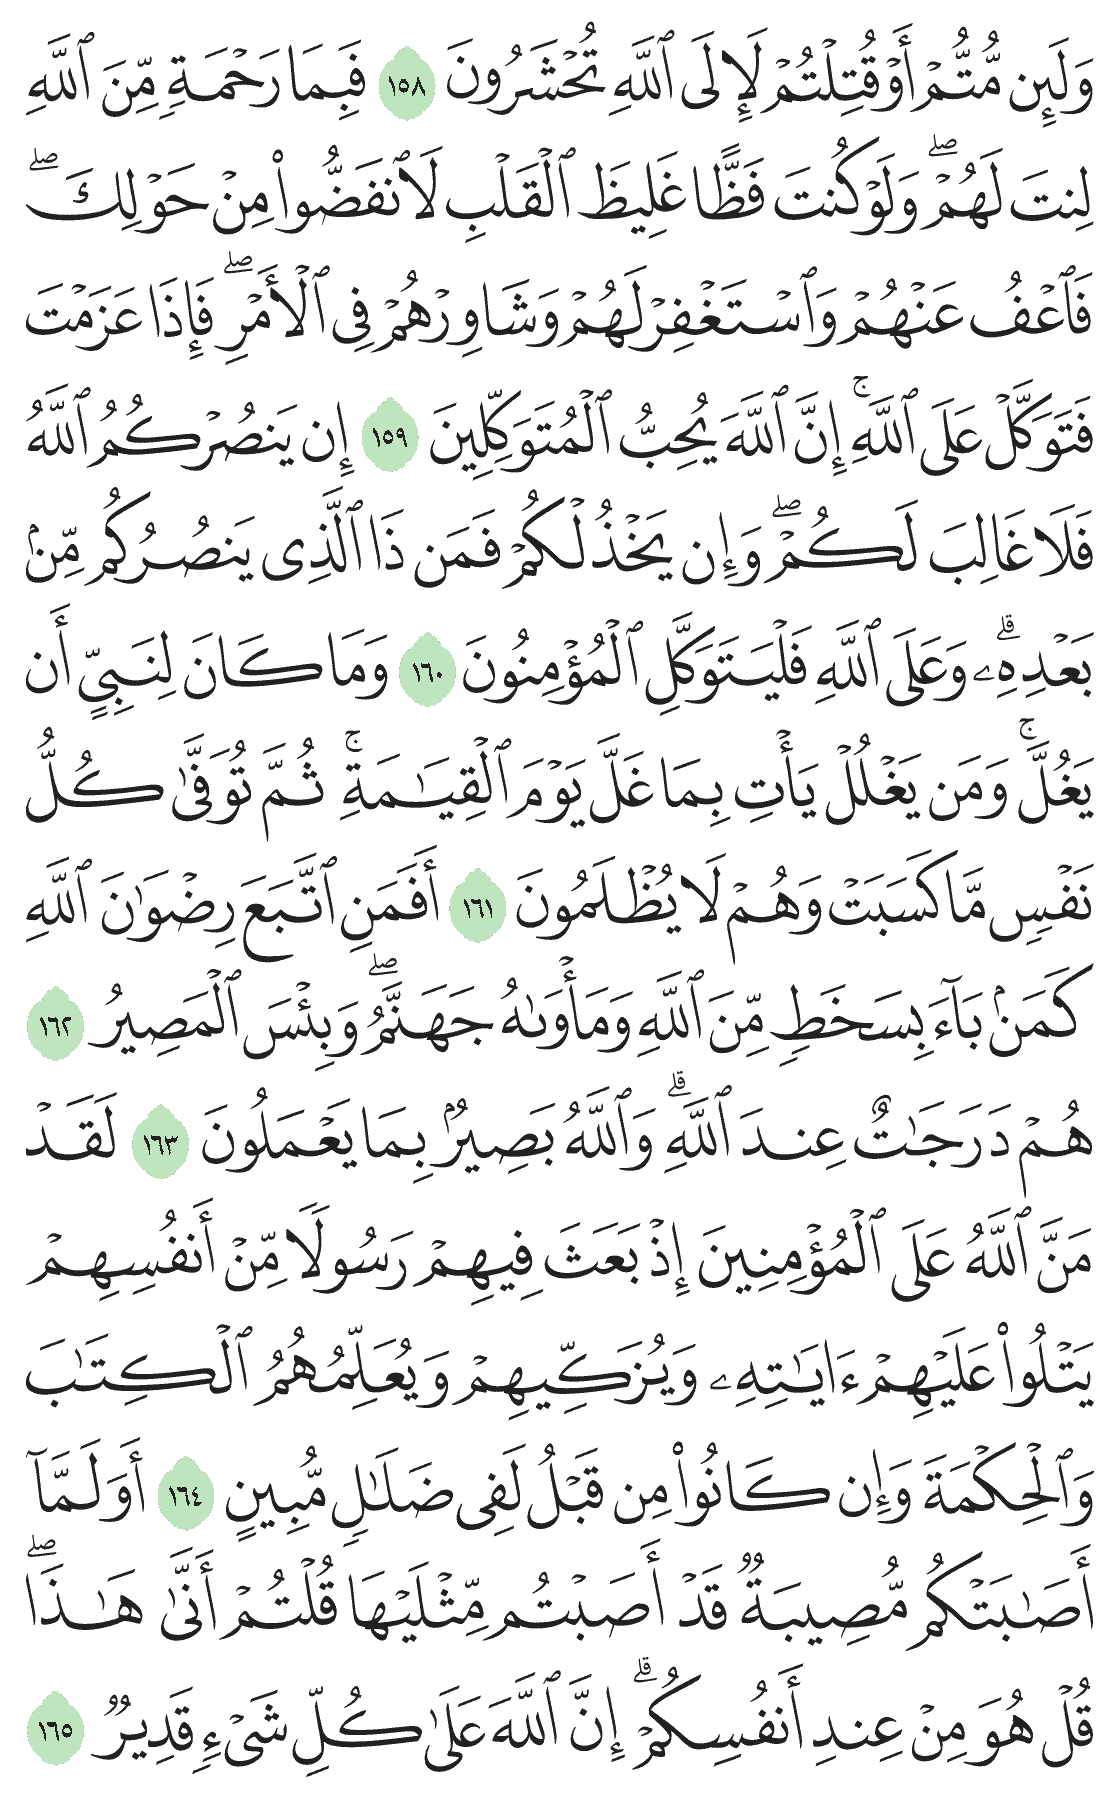 وَلَئِن مُّتُّمْ أَوْ قُتِلْتُمْ لَإِلَى ٱللَّهِ تُحْشَرُونَ ١٥٨ فَبِمَا رَحْمَةٍ مِّنَ ٱللَّهِ
لِنتَ لَهُمْ ۖ وَلَوْ كُنتَ فَظًّا غَلِيظَ ٱلْقَلْبِ لَٱنفَضُّوا۟ مِنْ حَوْلِكَ ۖ
فَٱعْفُ عَنْهُمْ وَٱسْتَغْفِرْ لَهُمْ وَشَاوِرْهُمْ فِى ٱلْأَمْرِ ۖ فَإِذَا عَزَمْتَ
فَتَوَكَّلْ عَلَى ٱللَّهِ ۚ إِنَّ ٱللَّهَ يُحِبُّ ٱلْمُتَوَكِّلِينَ ١٥٩ إِن يَنصُرْكُمُ ٱللَّهُ
فَلَا غَالِبَ لَكُمْ ۖ وَإِن يَخْذُلْكُمْ فَمَن ذَا ٱلَّذِى يَنصُرُكُم مِّنۢ
بَعْدِهِۦ ۗ وَعَلَى ٱللَّهِ فَلْيَتَوَكَّلِ ٱلْمُؤْمِنُونَ ١٦٠ وَمَا كَانَ لِنَبِىٍّ أَن
يَغُلَّ ۚ وَمَن يَغْلُلْ يَأْتِ بِمَا غَلَّ يَوْمَ ٱلْقِيَـٰمَةِ ۚ ثُمَّ تُوَفَّىٰ كُلُّ
نَفْسٍ مَّا كَسَبَتْ وَهُمْ لَا يُظْلَمُونَ ١٦١ أَفَمَنِ ٱتَّبَعَ رِضْوَٰنَ ٱللَّهِ
كَمَنۢ بَآءَ بِسَخَطٍ مِّنَ ٱللَّهِ وَمَأْوَىٰهُ جَهَنَّمُ ۖ وَبِئْسَ ٱلْمَصِيرُ ١٦٢
هُمْ دَرَجَـٰتٌ عِندَ ٱللَّهِ ۗ وَٱللَّهُ بَصِيرٌۢ بِمَا يَعْمَلُونَ ١٦٣ لَقَدْ
مَنَّ ٱللَّهُ عَلَى ٱلْمُؤْمِنِينَ إِذْ بَعَثَ فِيهِمْ رَسُولًا مِّنْ أَنفُسِهِمْ
يَتْلُوا۟ عَلَيْهِمْ ءَايَـٰتِهِۦ وَيُزَكِّيهِمْ وَيُعَلِّمُهُمُ ٱلْكِتَـٰبَ
وَٱلْحِكْمَةَ وَإِن كَانُوا۟ مِن قَبْلُ لَفِى ضَلَـٰلٍ مُّبِينٍ ١٦٤ أَوَلَمَّآ
أَصَـٰبَتْكُم مُّصِيبَةٌ قَدْ أَصَبْتُم مِّثْلَيْهَا قُلْتُمْ أَنَّىٰ هَـٰذَا ۖ
قُلْ هُوَ مِنْ عِندِ أَنفُسِكُمْ ۗ إِنَّ ٱللَّهَ عَلَىٰ كُلِّ شَىْءٍ قَدِيرٌ ١٦٥